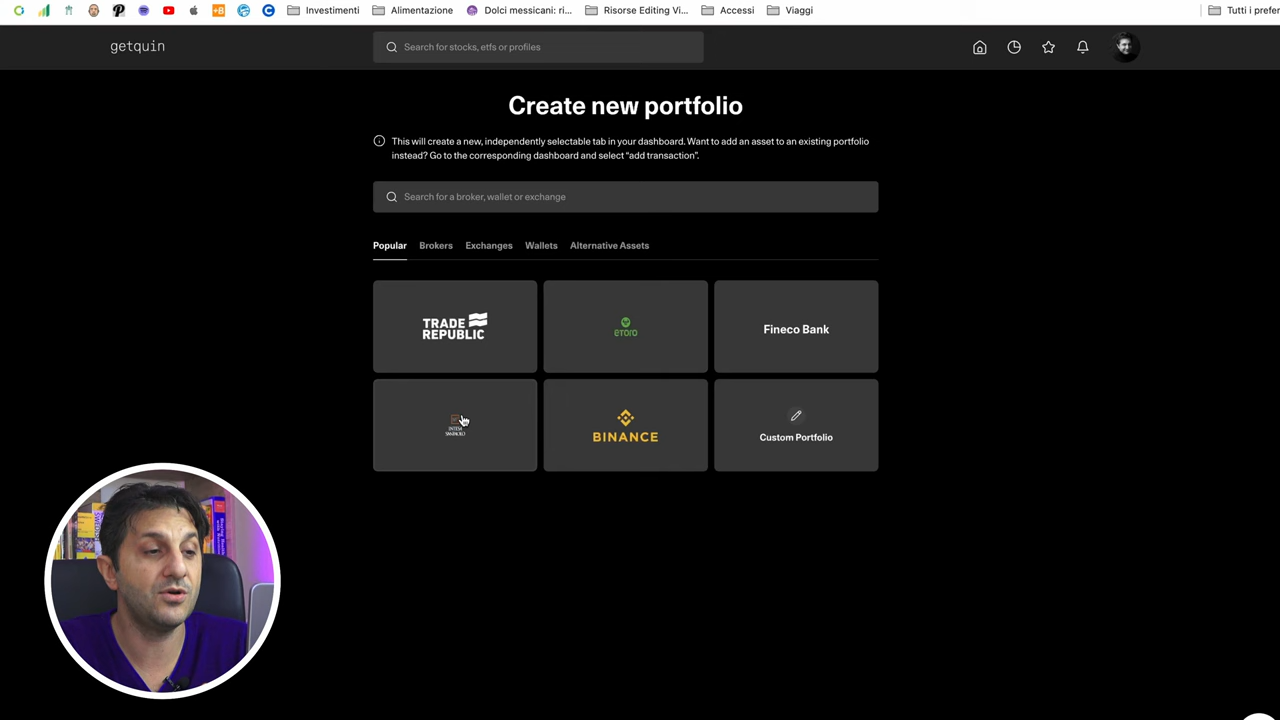 Investimenti
Alimentazione
Dolci messicani: ri...
Risorse Editing Vi...
Accessi
Viaggi
Tutti i prefer
getquin
Search for stocks, etfs or profiles
Create new portfolio
This will create a new, independently selectable tab in your dashboard. Want to add an asset to an existing portfolio
instead? Go to the corresponding dashboard and select “add transaction”.
Search for a broker, wallet or exchange
Popular
Brokers
Exchanges
Wallets
Alternative Assets
TRADE
REPUBLIC
eToro
Fineco Bank
INTESA
SANPAOLO
BINANCE
Custom Portfolio